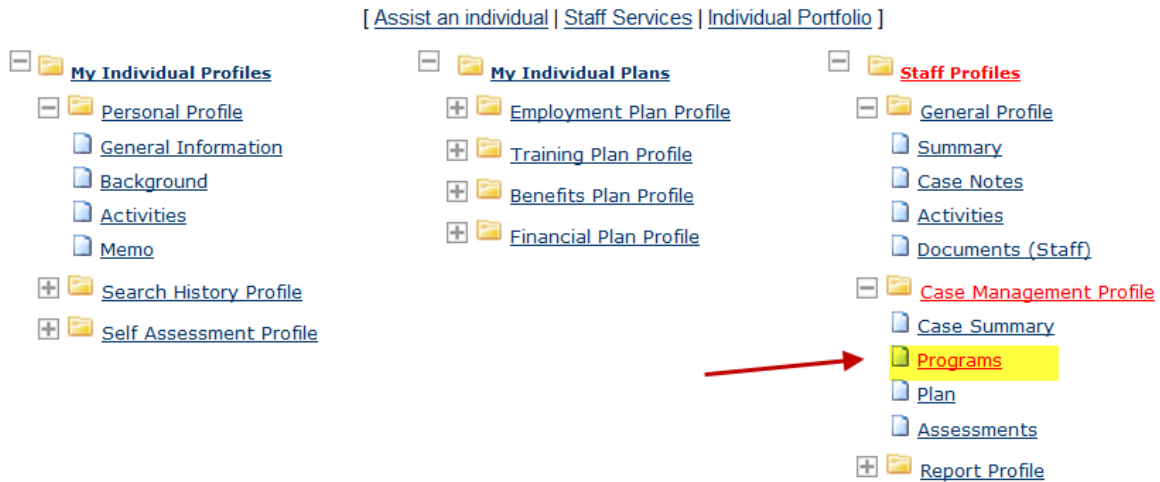 [ Assist an individual | Staff Services | Individual Portfolio ]
My Individual Profiles
Personal Profile
General Information
Background
Activities
Memo
Search History Profile
Self Assessment Profile
My Individual Plans
Employment Plan Profile
Training Plan Profile
Benefits Plan Profile
Financial Plan Profile
Staff Profiles
General Profile
Summary
Case Notes
Activities
Documents (Staff)
Case Management Profile
Case Summary
Programs
Plan
Assessments
Report Profile